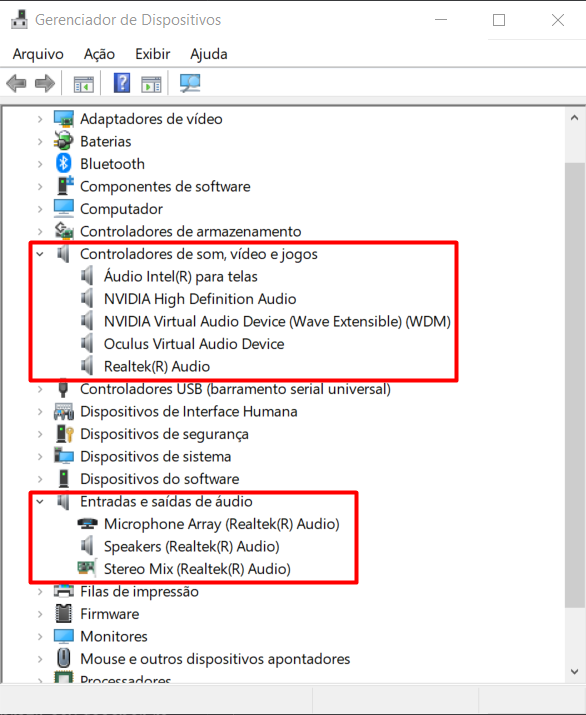 Gerenciador de Dispositivos
Arquivo Ação Exibir Ajuda
Adaptadores de vídeo
Baterias
Bluetooth
Componentes de software
Computador
Controladores de armazenamento
Controladores de som, vídeo e jogos
Áudio Intel(R) para telas
NVIDIA High Definition Audio
NVIDIA Virtual Audio Device (Wave Extensible) (WDM)
Oculus Virtual Audio Device
Realtek(R) Audio
Controladores USB (barramento serial universal)
Dispositivos de Interface Humana
Dispositivos de segurança
Dispositivos de sistema
Dispositivos do software
Entradas e saídas de áudio
Microphone Array (Realtek(R) Audio)
Speakers (Realtek(R) Audio)
Stereo Mix (Realtek(R) Audio)
Filas de impressão
Firmware
Monitores
Mouse e outros dispositivos apontadores
Processadores